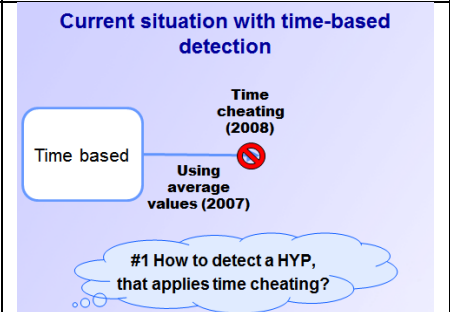 Current situation with time-based
detection
Time
cheating
(2008)
Time based
Using
average
values (2007)
#1 How to detect a HYP,
that applies time cheating?